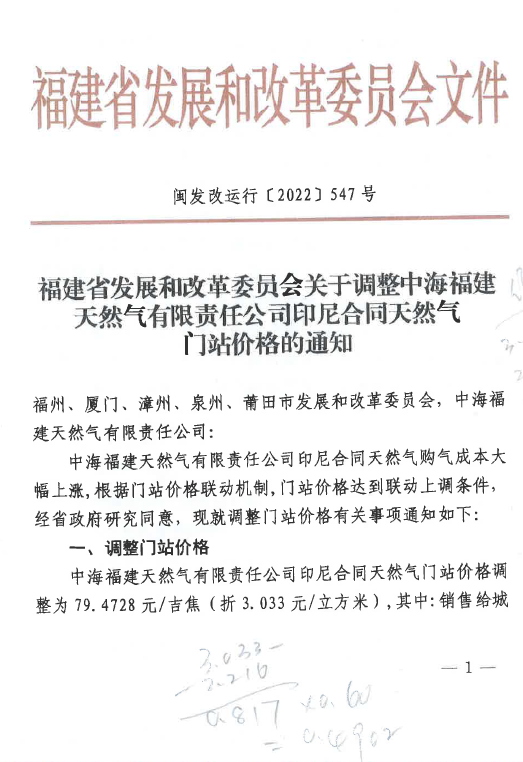 福建省发展和改革委员会文件
闽发改运行〔2022〕547号
福建省发展和改革委员会关于调整中海福建
天然气有限责任公司印尼合同天然气
门站价格的通知
福州、厦门、漳州、泉州、莆田市发展和改革委员会,中海福
建天然气有限责任公司:
中海福建天然气有限责任公司印尼合同天然气购气成本大
幅上涨,根据门站价格联动机制,门站价格达到联动上调条件,
经省政府研究同意,现就调整门站价格有关事项通知如下:
一、调整门站价格
中海福建天然气有限责任公司印尼合同天然气门站价格调
整为79.4728元/吉焦(折3.033元/立方米),其中:销售给城
— 1 —
3.033-
-2.216
0.817 ×0.60
= 0.4902